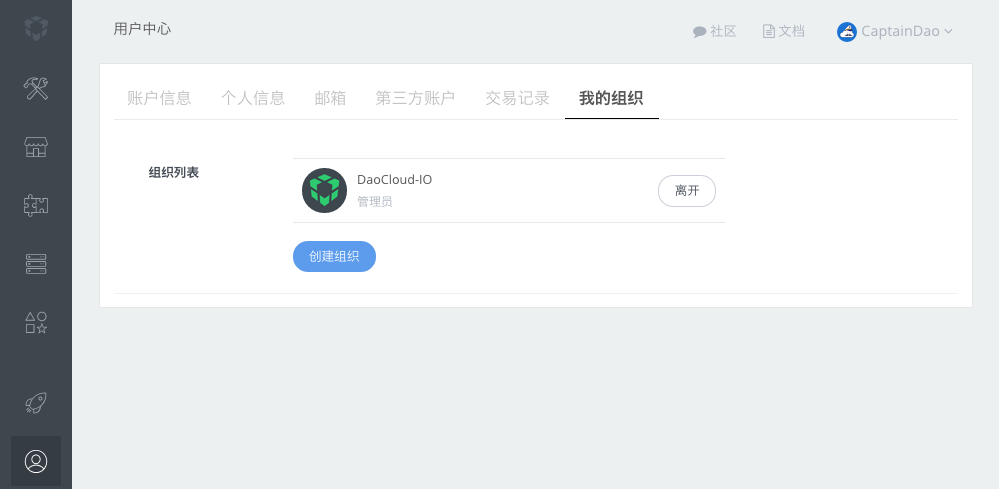 用户中心
社区 文档 CaptainDao
账户信息 个人信息 邮箱 第三方账户 交易记录 我的组织
组织列表
DaoCloud-IO
管理员
离开
创建组织